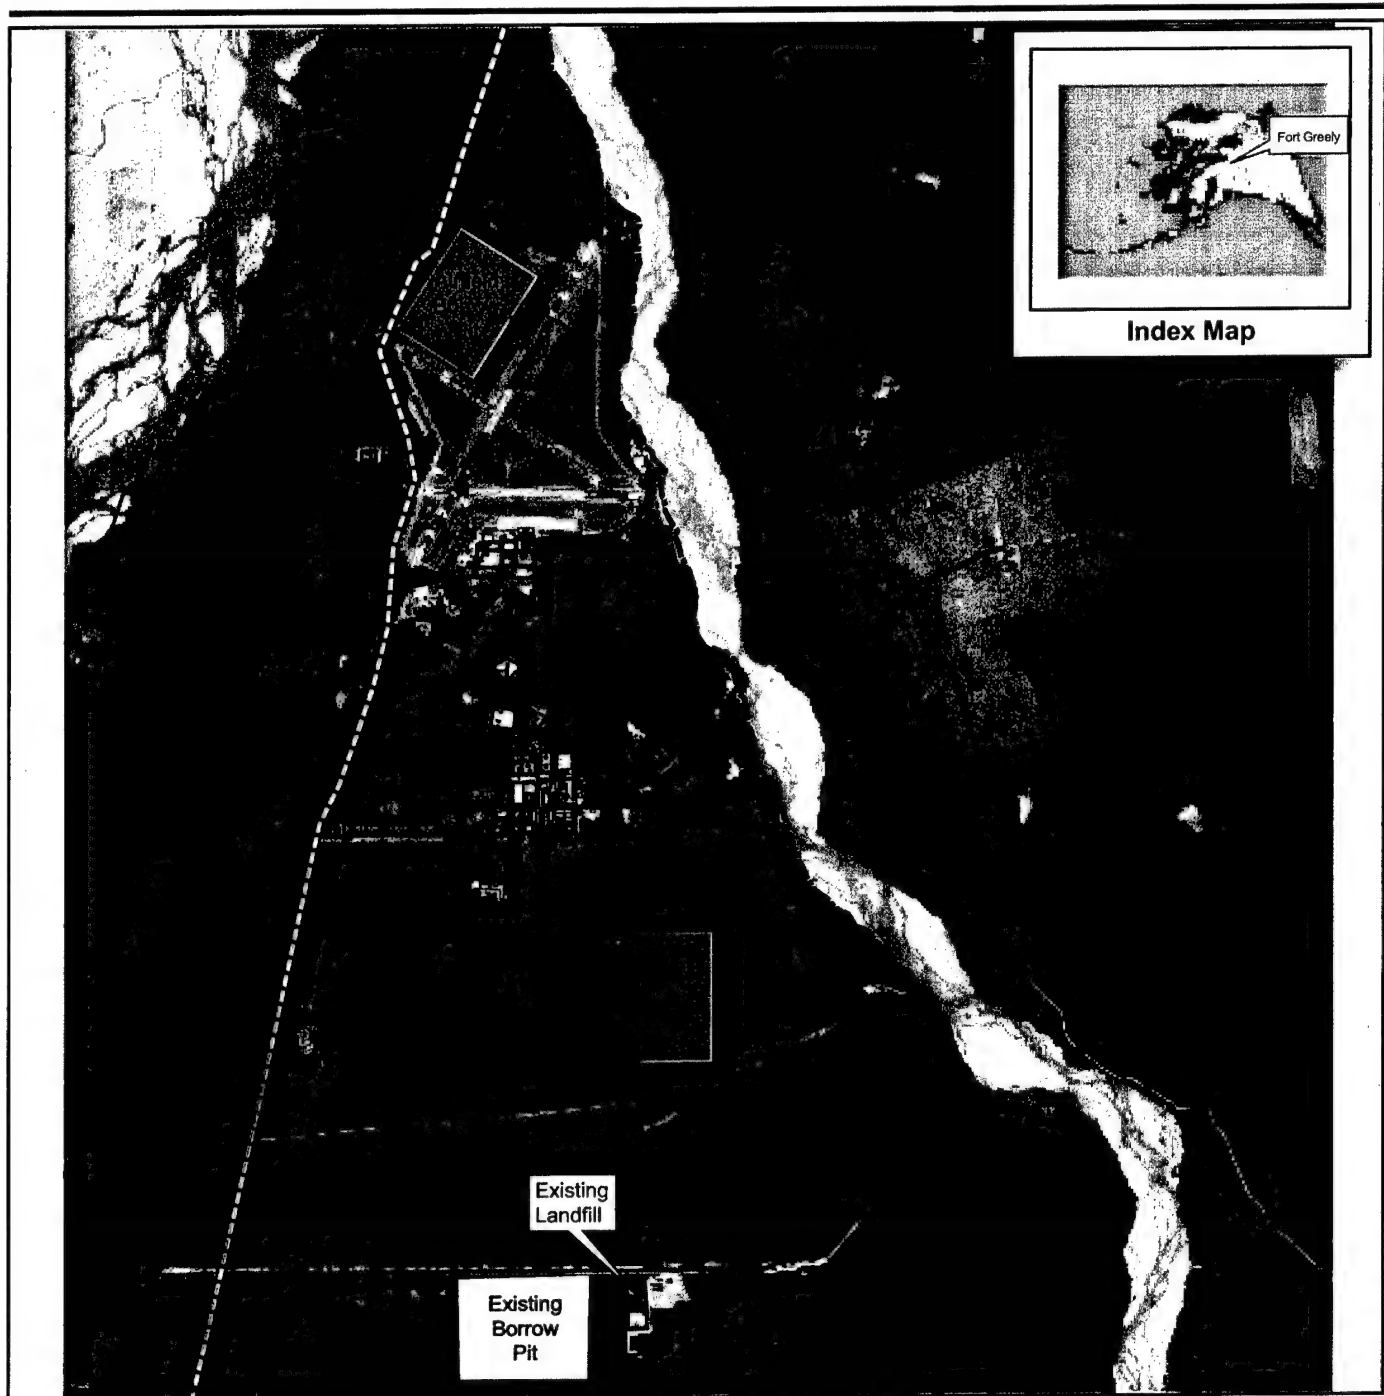 Fort Greely
Index Map
Existing
Landfill
Existing
Borrow
Pit